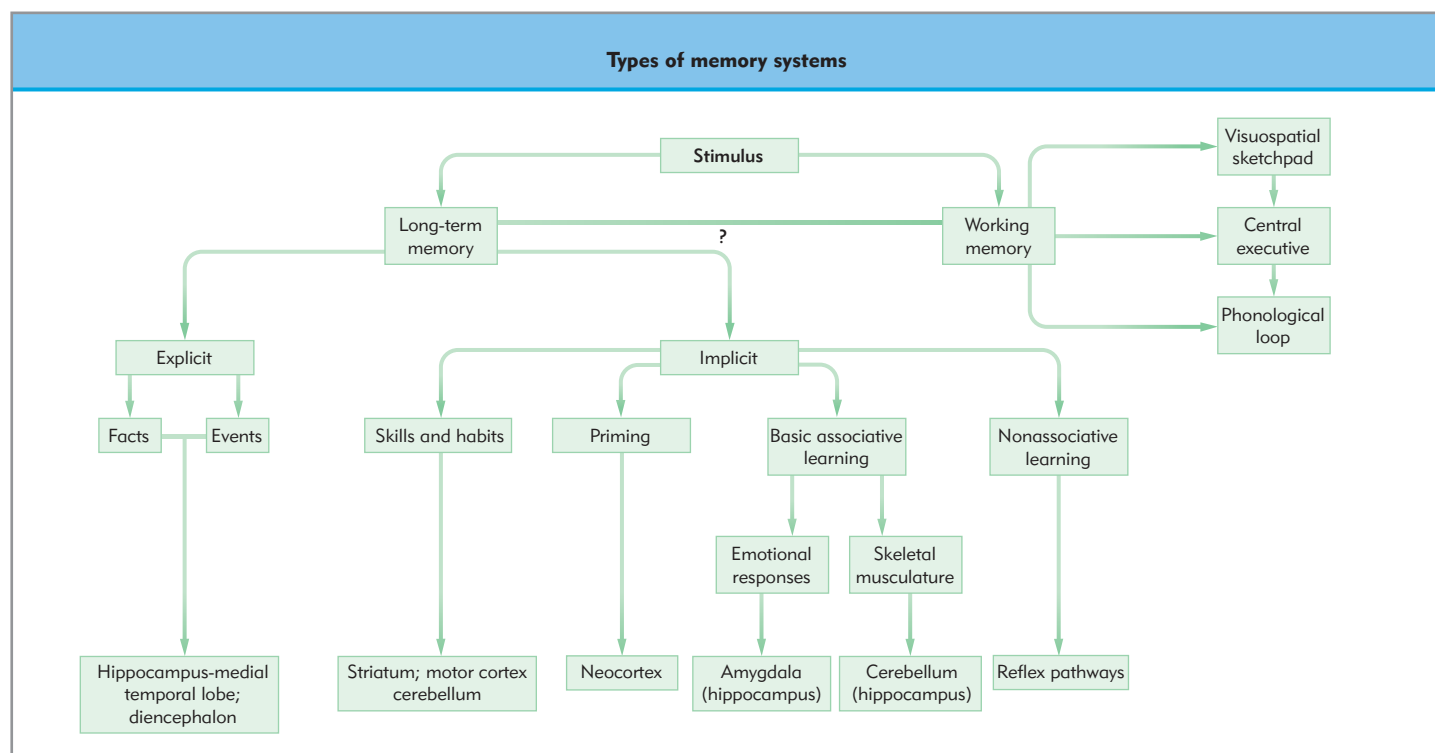 Types of memory systems
Stimulus
Visuospatial
sketchpad
Long-term
memory
?
Working
memory
Central
executive
Phonological
loop
Explicit
Implicit
Facts
Events
Skills and habits
Priming
Basic associative
learning
Nonassociative
learning
Emotional
responses
Skeletal
musculature
Hippocampus-medial
temporal lobe;
diencephalon
Striatum; motor cortex
cerebellum
Neocortex
Amygdala
(hippocampus)
Cerebellum
(hippocampus)
Reflex pathways